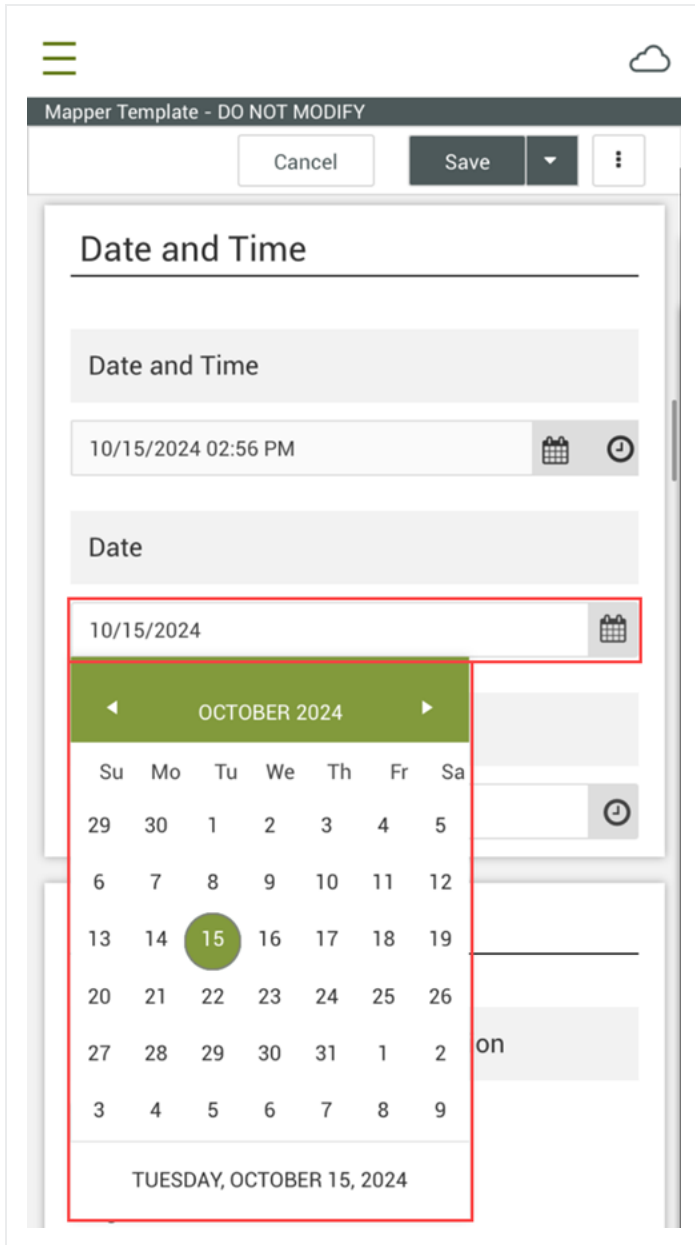 Mapper Template - DO NOT MODIFY
Cancel
Save
Date and Time
Date and Time
10/15/2024 02:56 PM
Date
10/15/2024
OCTOBER 2024
Su Mo Tu We Th Fr Sa
29 30 1 2 3 4 5
6 7 8 9 10 11 12
13 14 15 16 17 18 19
20 21 22 23 24 25 26
27 28 29 30 31 1 2
on
3 4 5 6 7 8 9
TUESDAY, OCTOBER 15, 2024